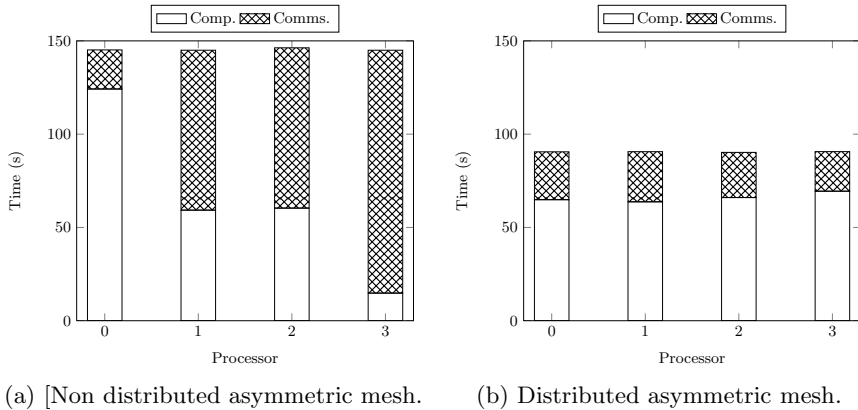 Comp. Comms.
150
100
50
0
Time (s)
0 1 2 3
Processor
(a) [Non distributed asymmetric mesh.
Comp. Comms.
150
100
50
0
Time (s)
0 1 2 3
Processor
(b) Distributed asymmetric mesh.